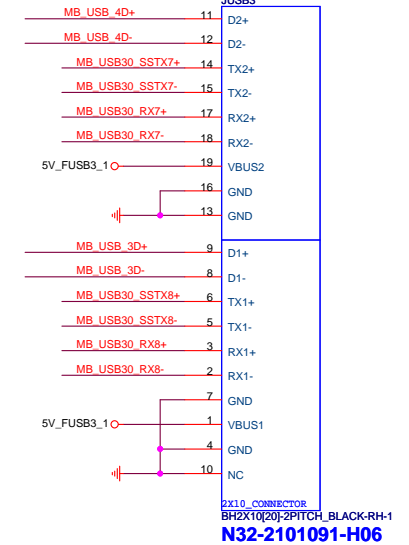 JUSB3
MB_USB_4D+ 11 D2+
MB_USB_4D- 12 D2-
MB_USB30_SSTX7+ 14 TX2+
MB_USB30_SSTX7- 15 TX2-
MB_USB30_RX7+ 17 RX2+
MB_USB30_RX7- 18 RX2-
5V_FUSB3_1 19 VBUS2
16 GND
13 GND
MB_USB_3D+ 9 D1+
MB_USB_3D- 8 D1-
MB_USB30_SSTX8+ 6 TX1+
MB_USB30_SSTX8- 5 TX1-
MB_USB30_RX8+ 3 RX1+
MB_USB30_RX8- 2 RX1-
7 GND
5V_FUSB3_1 1 VBUS1
4 GND
10 NC
2X10_CONNECTOR
BH2X10[20]-2PITCH_BLACK-RH-1
N32-2101091-H06